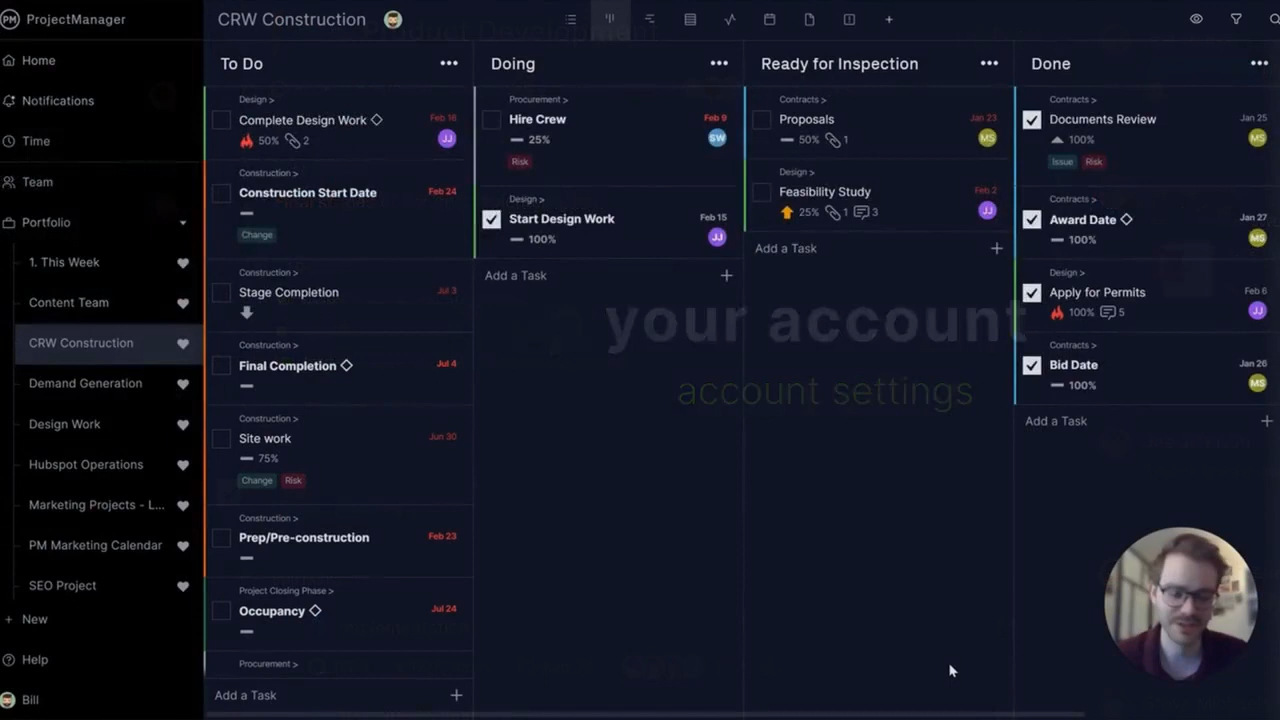 PM ProjectManager
CRW Construction
Home
Notifications
Time
Team
Portfolio
1. This Week
Content Team
CRW Construction
Demand Generation
Design Work
Hubspot Operations
Marketing Projects - L...
PM Marketing Calendar
SEO Project
New
Help
Bill
To Do
Design >
Complete Design Work
Feb 16
50% 2
JJ
Construction >
Construction Start Date
Feb 24
Change
Construction >
Stage Completion
Jul 3
Construction >
Final Completion
Jul 4
Construction >
Site work
Jun 30
75%
Change Risk
Construction >
Prep/Pre-construction
Feb 23
Project Closing Phase >
Occupancy
Jul 24
Procurement >
Add a Task
Doing
Procurement >
Hire Crew
Feb 9
25%
SW
Risk
Design >
Start Design Work
Feb 15
100%
JJ
Add a Task
Ready for Inspection
Contracts >
Proposals
Jan 23
50% 1
MS
Design >
Feasibility Study
Feb 2
25% 1 3
JJ
Add a Task
Done
Contracts >
Documents Review
Jan 25
100%
MS
Issue Risk
Contracts >
Award Date
Jan 27
100%
MS
Design >
Apply for Permits
Feb 6
100% 5
JJ
Contracts >
Bid Date
Jan 26
100%
MS
Add a Task
Product Development
your account
account settings